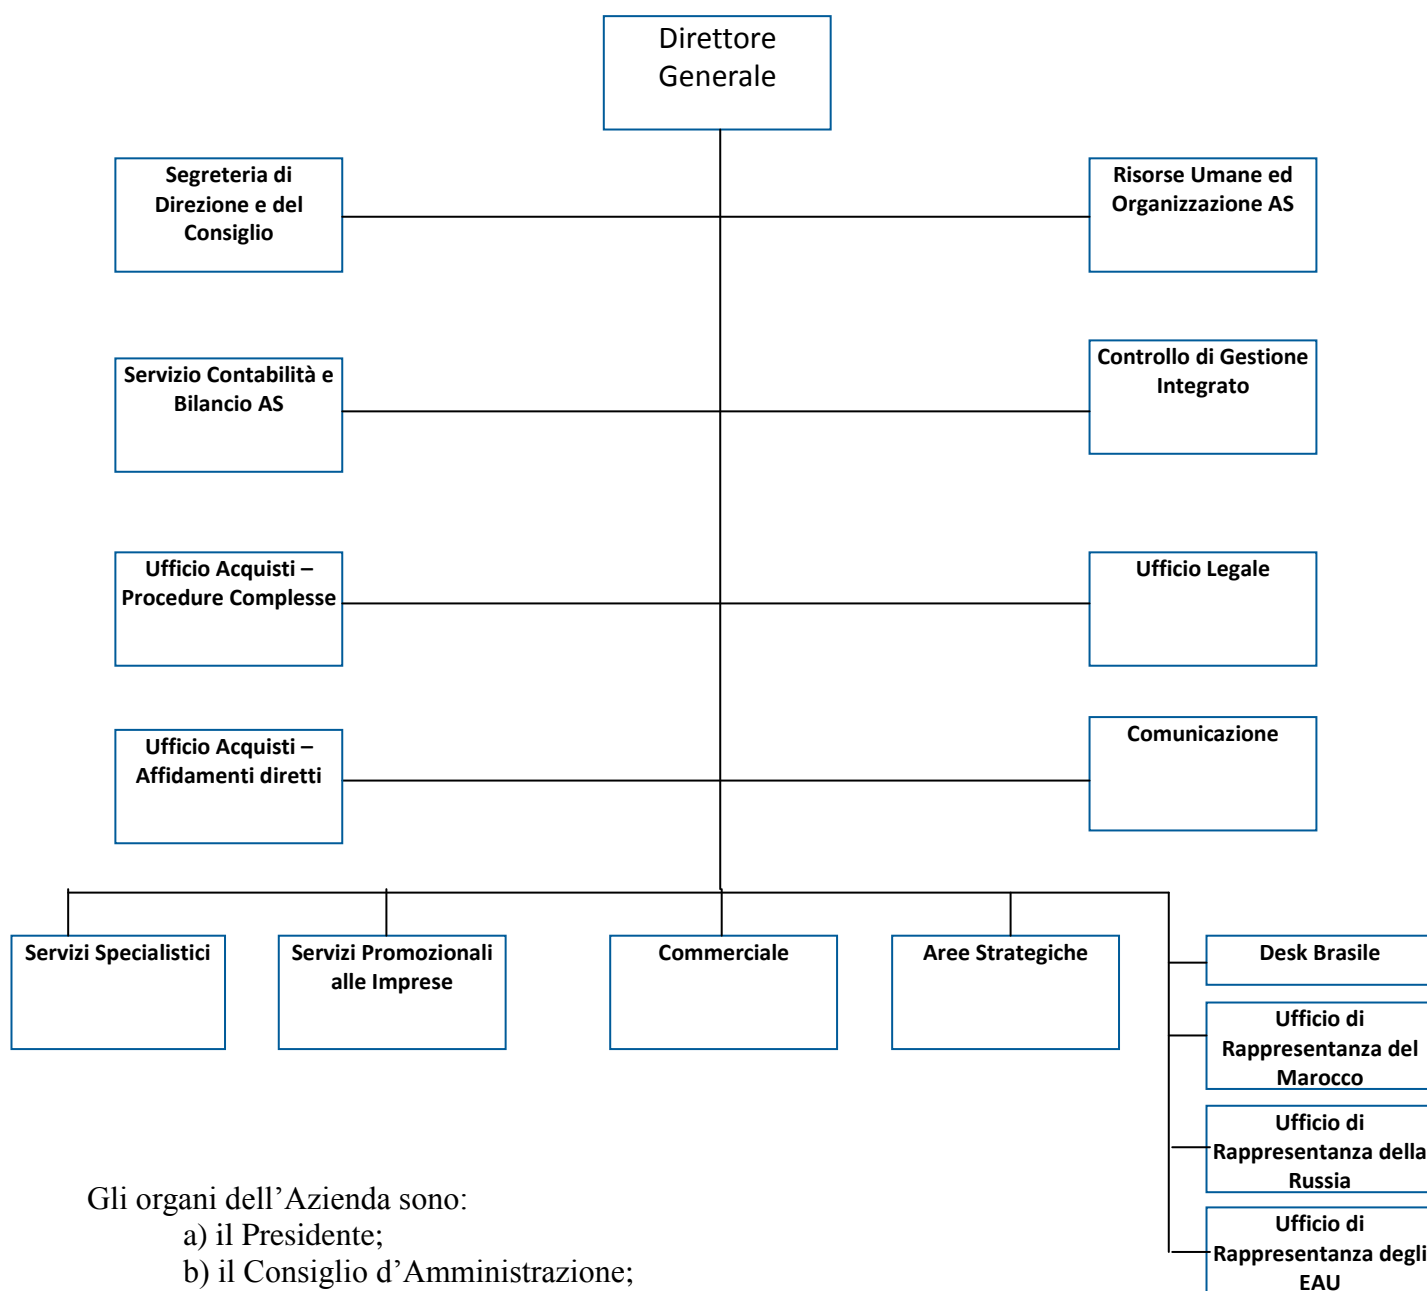 Direttore
Generale
Segreteria di
Direzione e del
Consiglio
Risorse Umane ed
Organizzazione AS
Servizio Contabilità e
Bilancio AS
Controllo di Gestione
Integrato
Ufficio Acquisti –
Procedure Complesse
Ufficio Legale
Ufficio Acquisti –
Affidamenti diretti
Comunicazione
Servizi Specialistici
Servizi Promozionali
alle Imprese
Commerciale
Aree Strategiche
Desk Brasile
Ufficio di
Rappresentanza del
Marocco
Ufficio di
Rappresentanza della
Russia
Ufficio di
Rappresentanza degli
EAU
Gli organi dell’Azienda sono:
a) il Presidente;
b) il Consiglio d’Amministrazione;